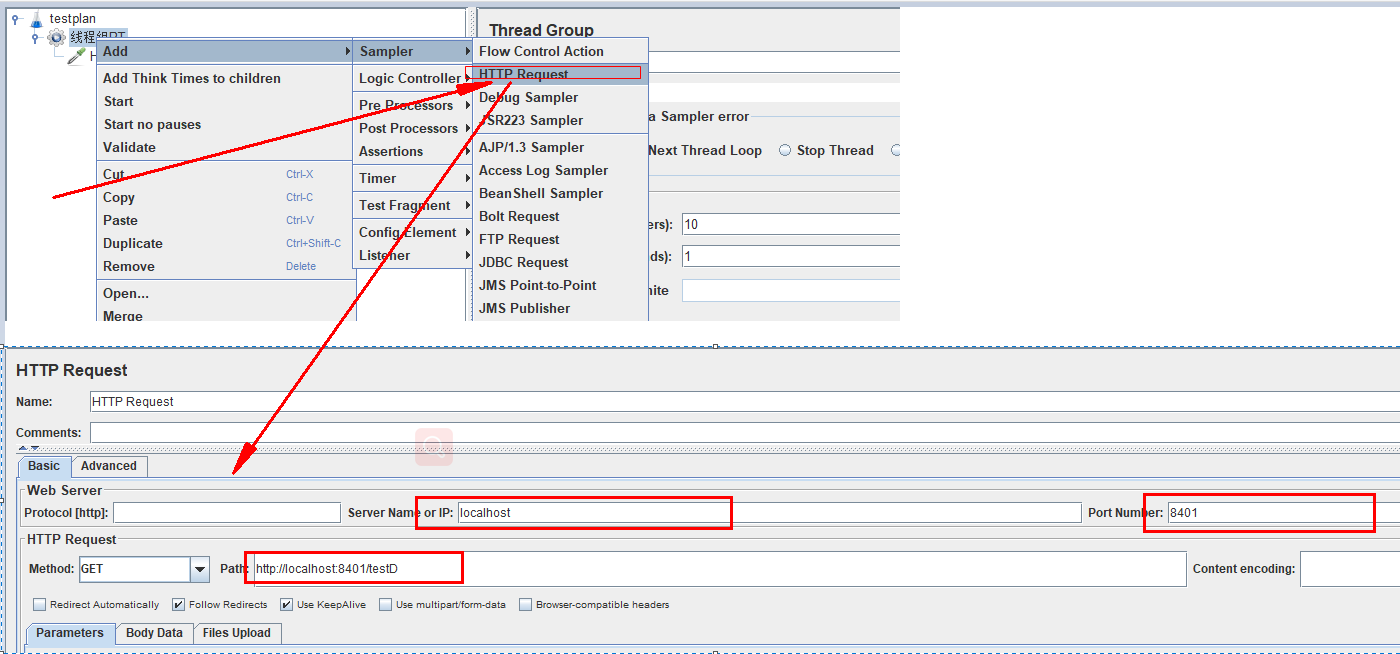 testplan
线程组RT
H
Thread Group
Add
Add Think Times to children
Start
Start no pauses
Validate
Cut Ctrl-X
Copy Ctrl-C
Paste Ctrl-V
Duplicate Ctrl+Shift-C
Remove Delete
Open...
Merge
Sampler
Logic Controller
Pre Processors
Post Processors
Assertions
Timer
Test Fragment
Config Element
Listener
Flow Control Action
HTTP Request
Debug Sampler
JSR223 Sampler
AJP/1.3 Sampler
Access Log Sampler
BeanShell Sampler
Bolt Request
FTP Request
JDBC Request
JMS Point-to-Point
JMS Publisher
a Sampler error
Next Thread Loop Stop Thread
ers): 10
ds): 1
nite
HTTP Request
Name: HTTP Request
Comments:
Basic Advanced
Web Server
Protocol [http]: Server Name or IP: localhost Port Number: 8401
HTTP Request
Method: GET Path: http://localhost:8401/testD Content encoding:
Redirect Automatically Follow Redirects Use KeepAlive Use multipart/form-data Browser-compatible headers
Parameters Body Data Files Upload